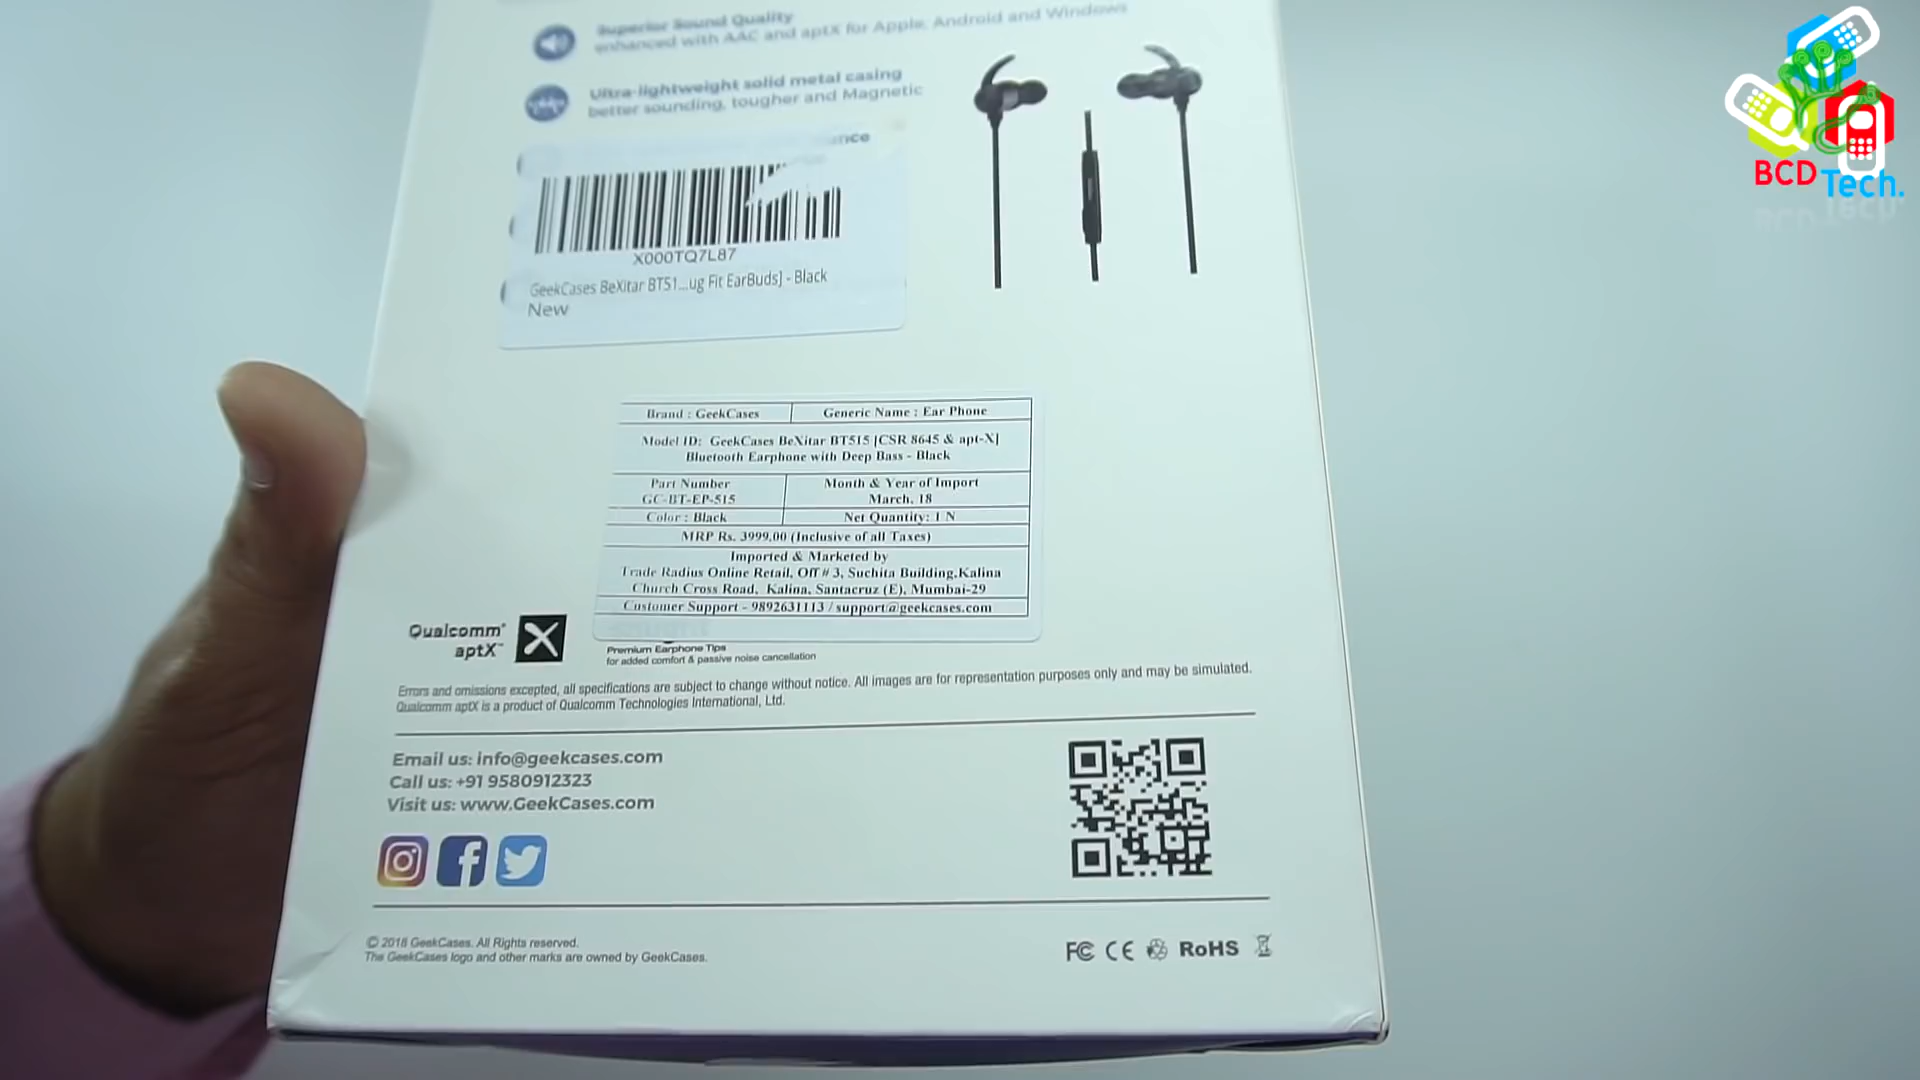 Superior Sound Quality
enhanced with AAC and aptX for Apple, Android and Windows
Ultra-lightweight solid metal casing
better sounding, tougher and Magnetic
X000TQ7L87
GeekCases BeXitar BT51...ug Fit EarBuds] - Black
New
Brand : GeekCases
Generic Name : Ear Phone
Model ID: GeekCases BeXitar BT515 [CSR 8645 & apt-X]
Bluetooth Earphone with Deep Bass - Black
Part Number
GC-BT-EP-515
Month & Year of Import
March, 18
Color : Black
Net Quantity: 1 N
MRP Rs. 3999.00 (Inclusive of all Taxes)
Imported & Marketed by
Trade Radius Online Retail, Off # 3, Suchita Building,Kalina
Church Cross Road, Kalina, Santacruz (E), Mumbai-29
Customer Support - 9892631113 / support@geekcases.com
Qualcomm®
aptX™
Premium Earphone Tips
for added comfort & passive noise cancellation
Errors and omissions excepted, all specifications are subject to change without notice. All images are for representation purposes only and may be simulated.
Qualcomm aptX is a product of Qualcomm Technologies International, Ltd.
Email us: info@geekcases.com
Call us: +91 9580912323
Visit us: www.GeekCases.com
© 2018 GeekCases. All Rights reserved.
The GeekCases logo and other marks are owned by GeekCases.
FC CE RoHS
BCD Tech.